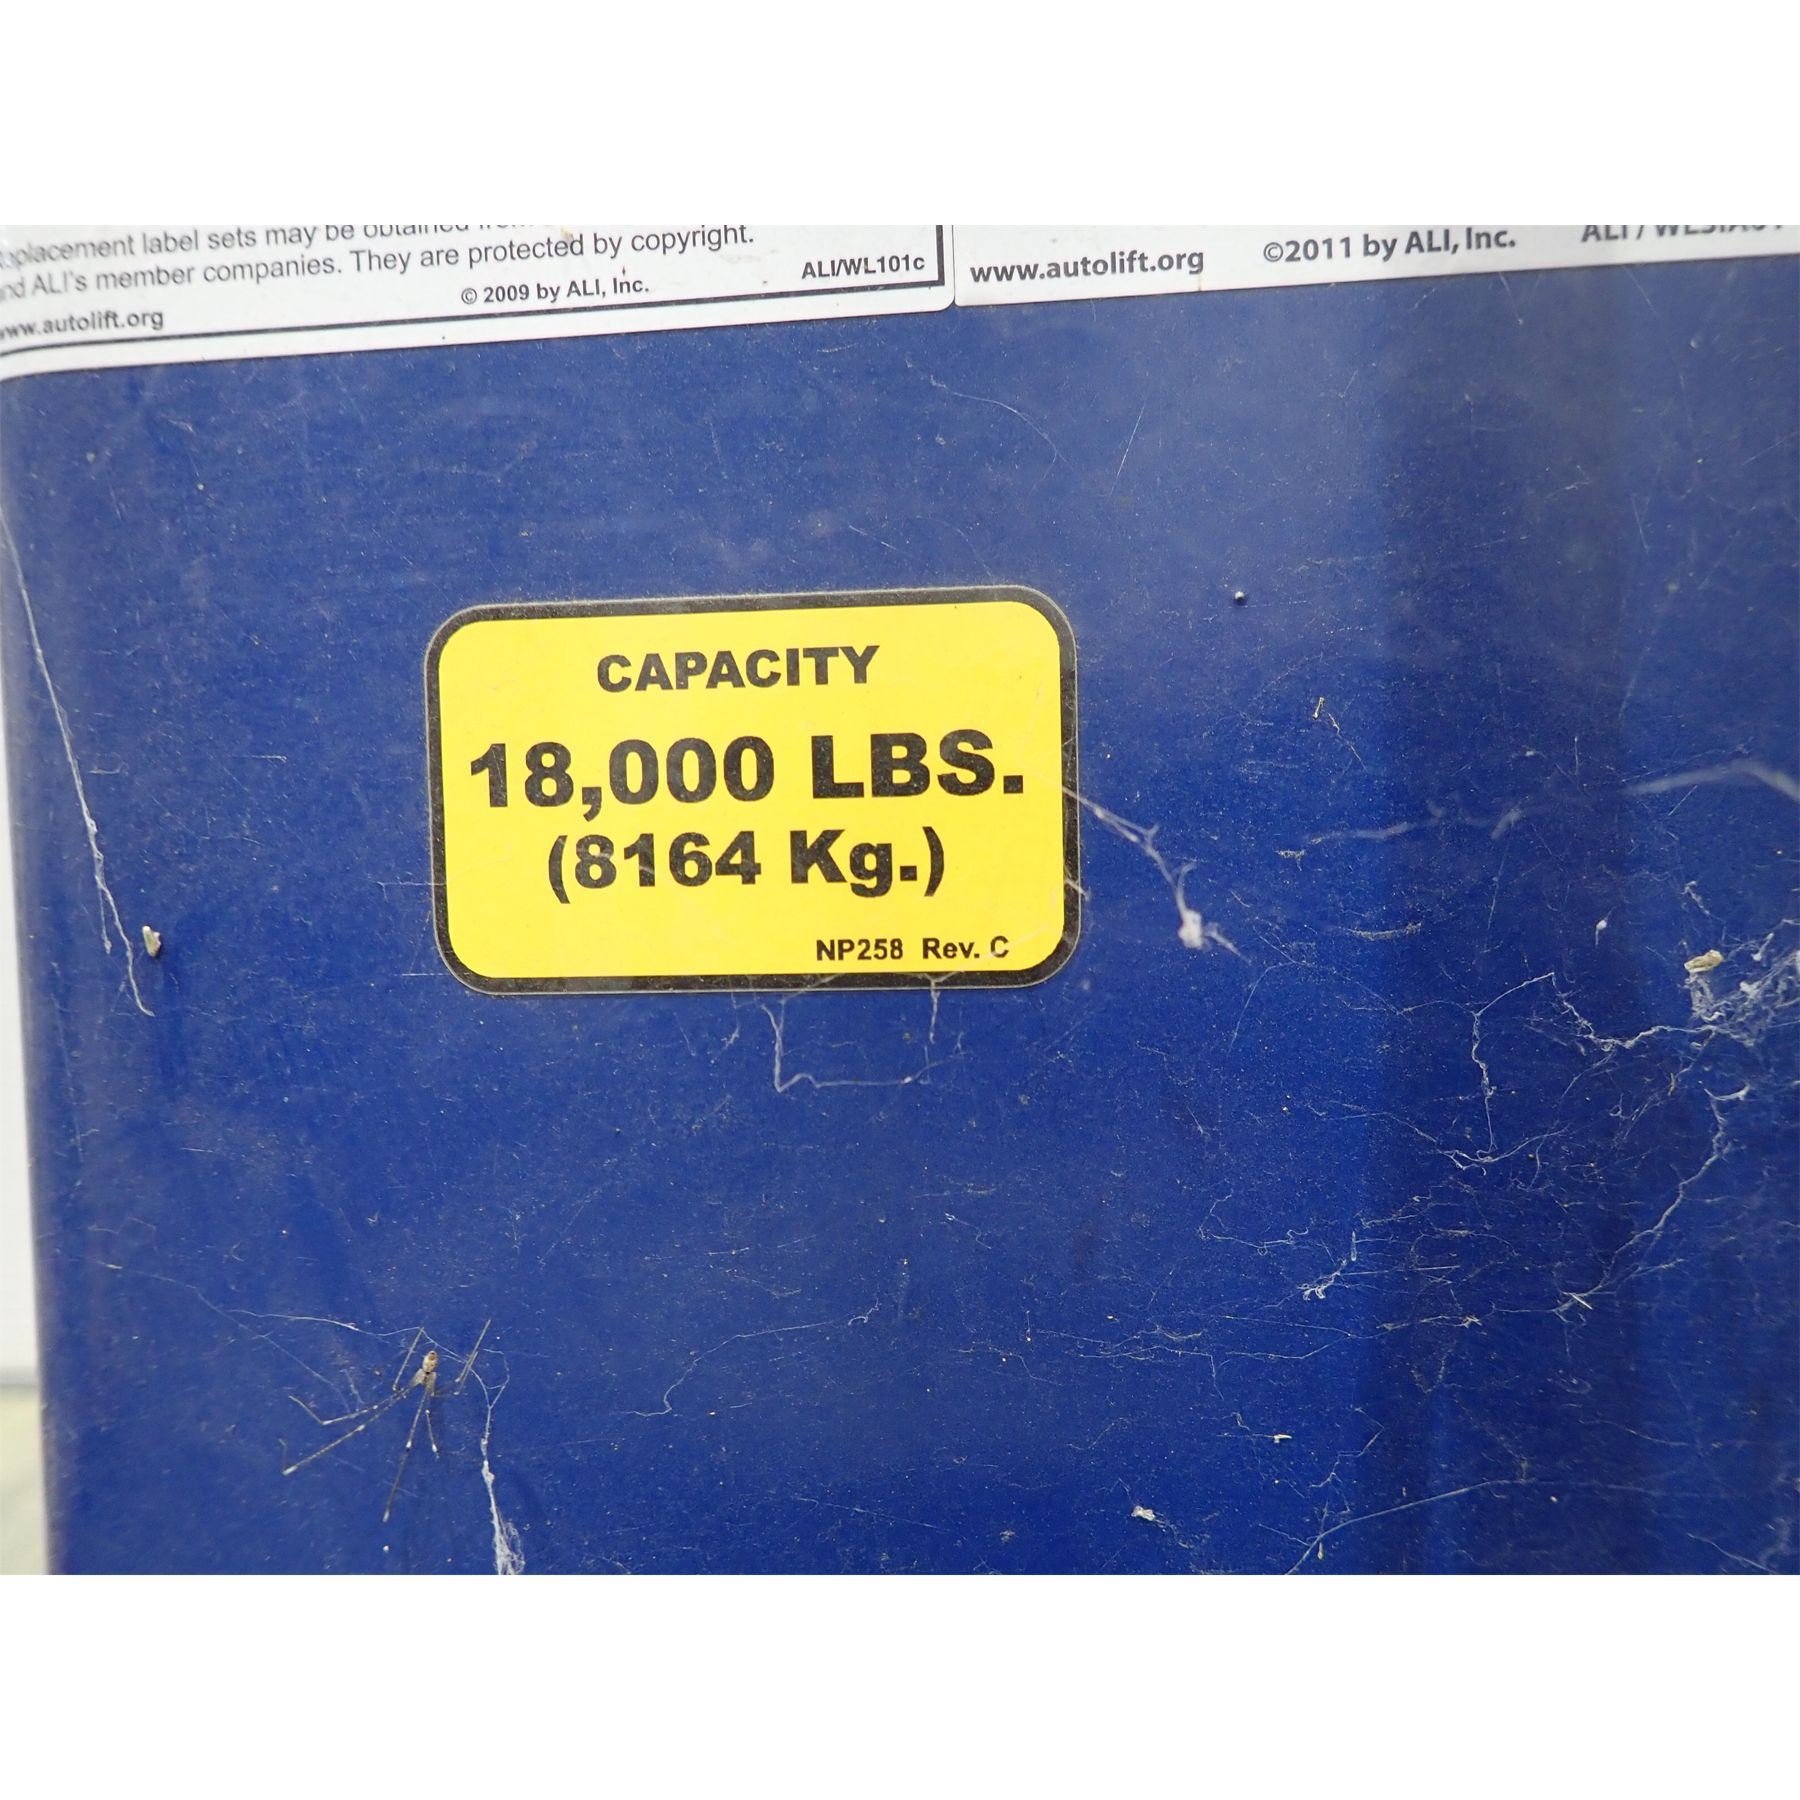 placement label sets may be obtained
and ALI's member companies. They are protected by copyright.
© 2009 by ALI, Inc.
ALI/WL101c
www.autolift.org
www.autolift.org
©2011 by ALI, Inc.
ALI /
CAPACITY
18,000 LBS.
(8164 Kg.)
NP258 Rev. C